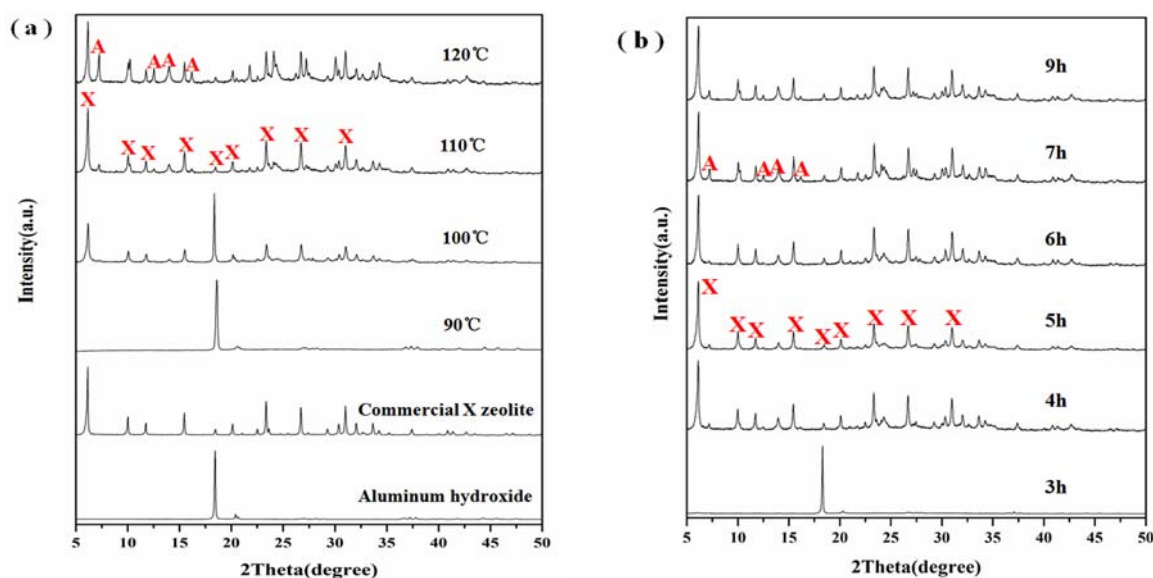 ( a )
120℃
A
A A
A
X
110℃
X X X X X X X X
100℃
90℃
Commercial X zeolite
Aluminum hydroxide
Intensity(a.u.)
5 10 15 20 25 30 35 40 45 50
2Theta(degree)
( b )
9h
7h
A A A A
6h
X
5h
X X X X X X X X
4h
3h
Intensity(a.u.)
5 10 15 20 25 30 35 40 45 50
2Theta(degree)